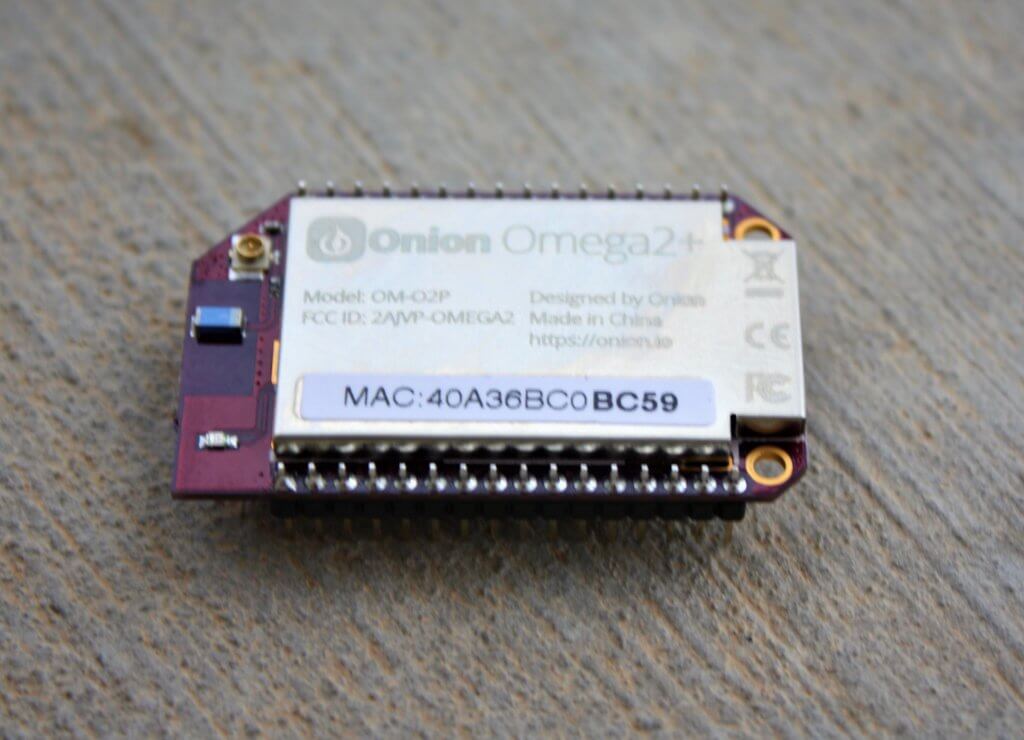 Onion Omega2+
Model: OM-O2P
FCC ID: 2AJVP-OMEGA2
Designed by Onion
Made in China
https://onion.io
MAC:40A36BC0BC59
CE
FC